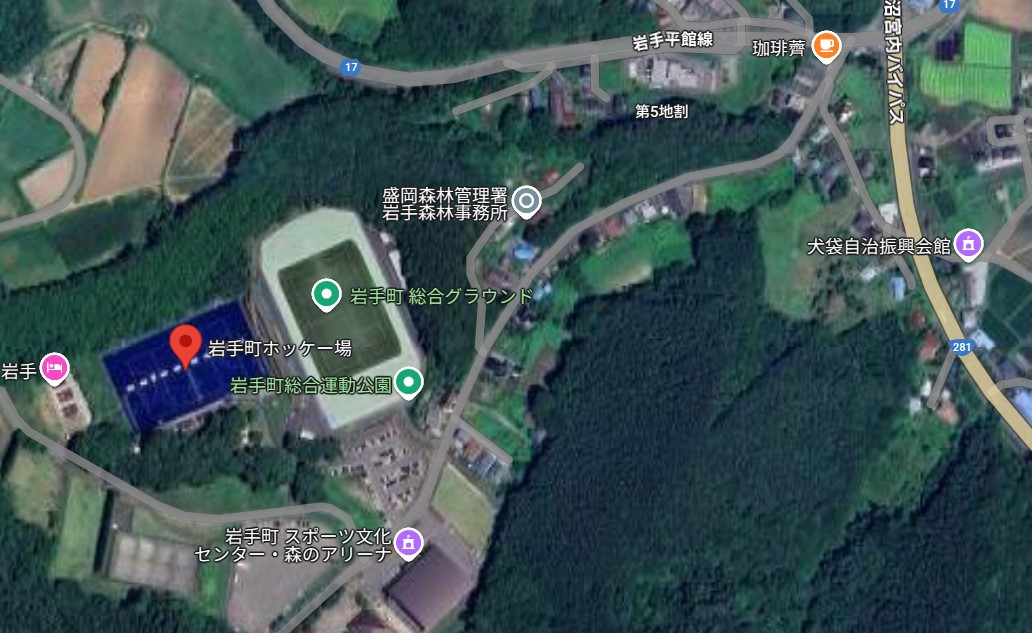 17
岩手平館線
珈琲薺
17
沼宮内バイパス
第5地割
盛岡森林管理署
岩手森林事務所
犬袋自治振興会館
岩手町 総合グラウンド
岩手町ホッケー場
281
岩手
岩手町総合運動公園
岩手町 スポーツ文化
センター・森のアリーナ